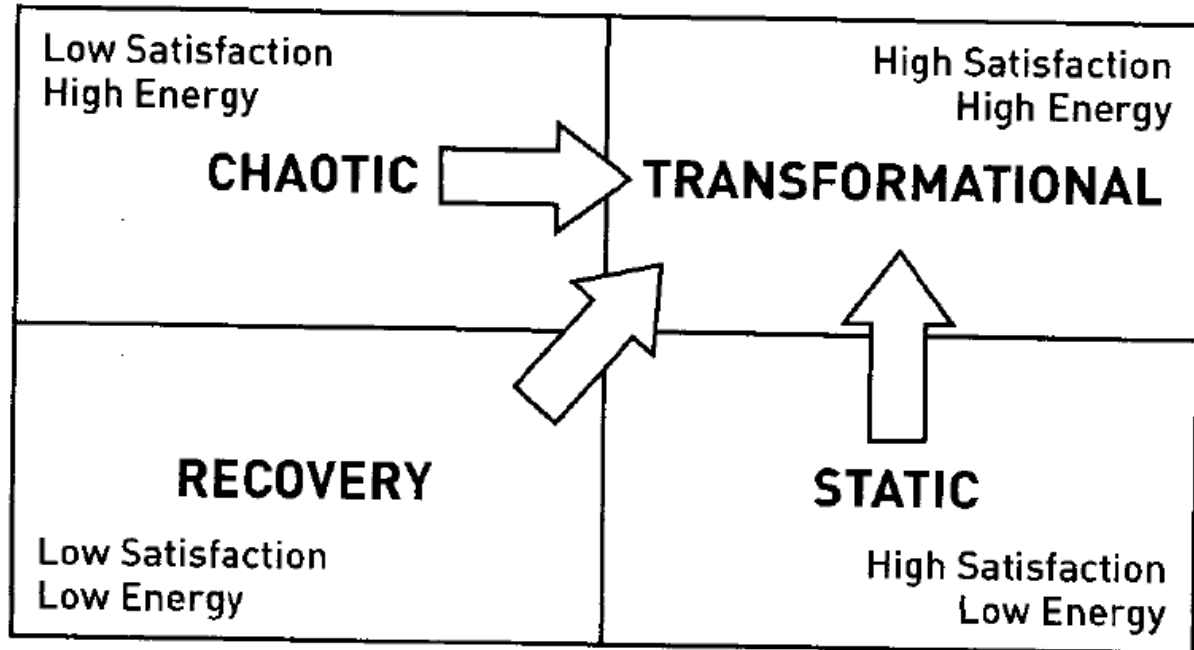 Low Satisfaction
High Energy
CHAOTIC
High Satisfaction
High Energy
TRANSFORMATIONAL
RECOVERY
Low Satisfaction
Low Energy
STATIC
High Satisfaction
Low Energy